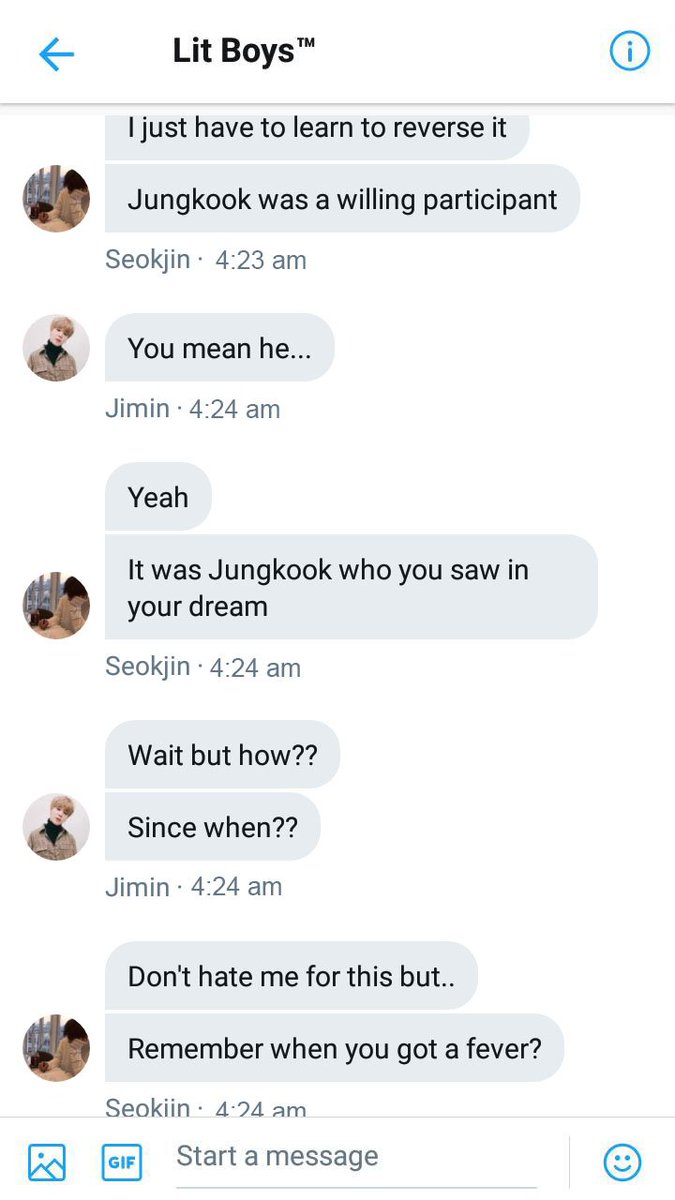 Lit Boys™
I just have to learn to reverse it
Jungkook was a willing participant
Seokjin · 4:23 am
You mean he...
Jimin · 4:24 am
Yeah
It was Jungkook who you saw in
your dream
Seokjin · 4:24 am
Wait but how??
Since when??
Jimin · 4:24 am
Don't hate me for this but..
Remember when you got a fever?
Seokjin · 4:24 am
GIF
Start a message